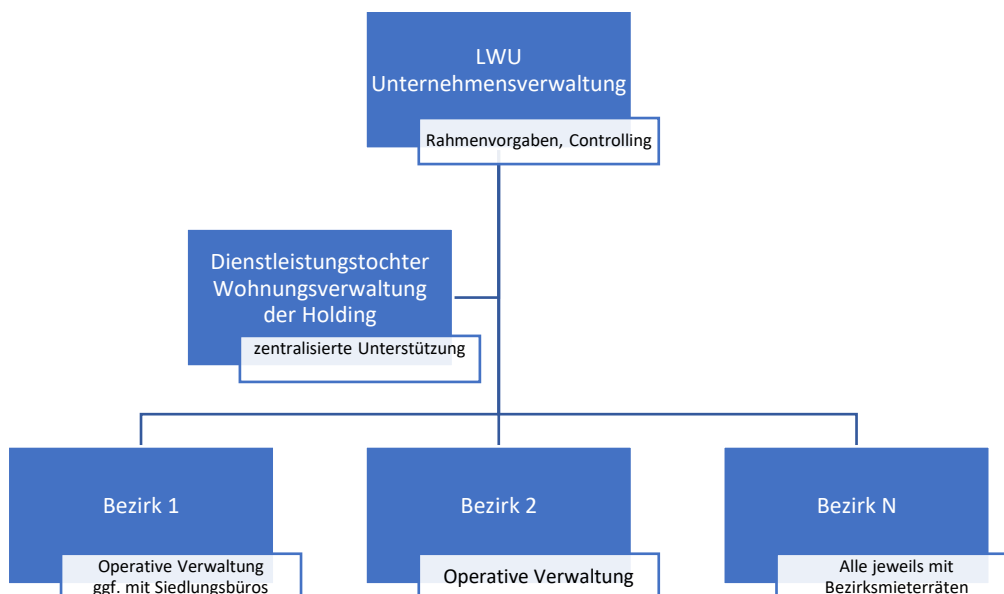 LWU
Unternehmensverwaltung
Rahmenvorgaben, Controlling
Dienstleistungstochter
Wohnungsverwaltung
der Holding
zentralisierte Unterstützung
Bezirk 1
Operative Verwaltung
ggf. mit Siedlungsbüros
Bezirk 2
Operative Verwaltung
Bezirk N
Alle jeweils mit
Bezirksmieterräten